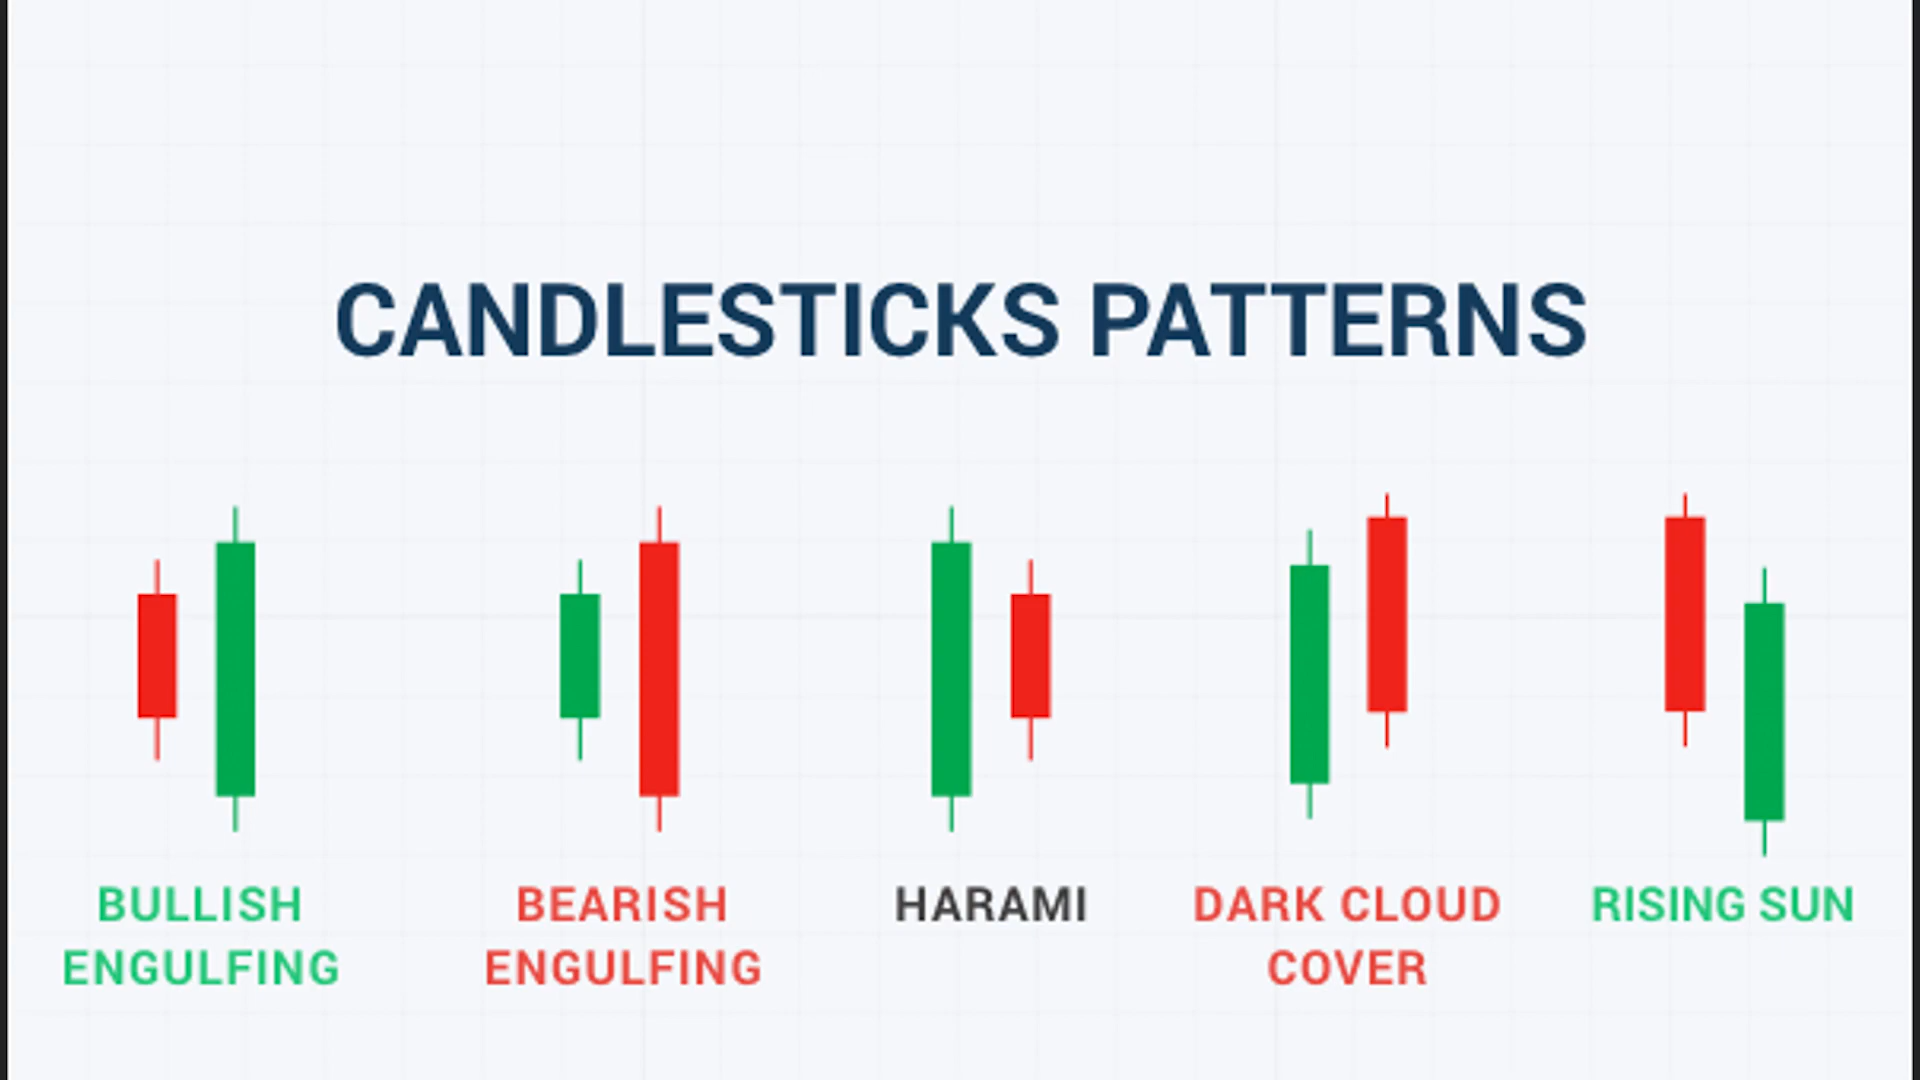 CANDLESTICKS PATTERNS
BULLISH
ENGULFING
BEARISH
ENGULFING
HARAMI
DARK CLOUD
COVER
RISING SUN